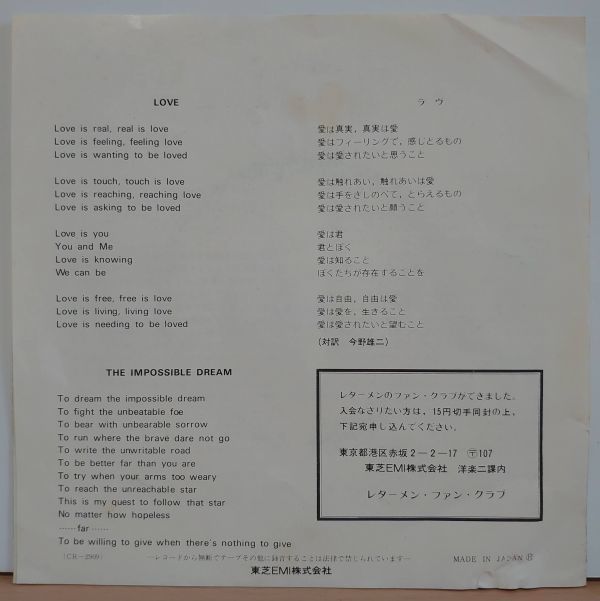 LOVE
Love is real, real is love
Love is feeling, feeling love
Love is wanting to be loved
Love is touch, touch is love
Love is reaching, reaching love
Love is asking to be loved
Love is you
You and Me
Love is knowing
We can be
Love is free, free is love
Love is living, living love
Love is needing to be loved
ラヴ
愛は真実，真実は愛
愛はフィーリングで，感じとるもの
愛は愛されたいと思うこと
愛は触れあい，触れあいは愛
愛は手をさしのべて，とらえるもの
愛は愛されたいと願うこと
愛は君
君とぼく
愛は知ること
ぼくたちが存在することを
愛は自由，自由は愛
愛は愛を，生きること
愛は愛されたいと望むこと
(対訳　今野雄二)
THE IMPOSSIBLE DREAM
To dream the impossible dream
To fight the unbeatable foe
To bear with unbearable sorrow
To run where the brave dare not go
To write the unwritable road
To be better far than you are
To try when your arms too weary
To reach the unreachable star
This is my quest to follow that star
No matter how hopeless
……far……
To be willing to give when there's nothing to give
レターメンのファン・クラブができました。
入会なさりたい方は，15円切手同封の上，
下記宛申し込んでください。
東京都港区赤坂2－2－17　〒107
東芝EMI株式会社　洋楽二課内
レターメン・ファン・クラブ
(CR-2909)
—レコードから無断でテープその他に録音することは法律で禁じられています—
MADE IN JAPAN Ⓟ
東芝EMI株式会社